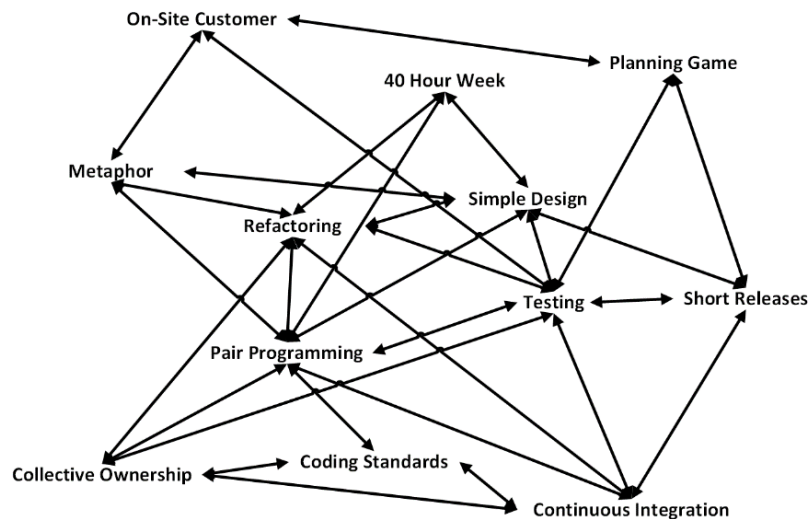 On-Site Customer
Planning Game
40 Hour Week
Metaphor
Simple Design
Refactoring
Testing
Short Releases
Pair Programming
Coding Standards
Collective Ownership
Continuous Integration